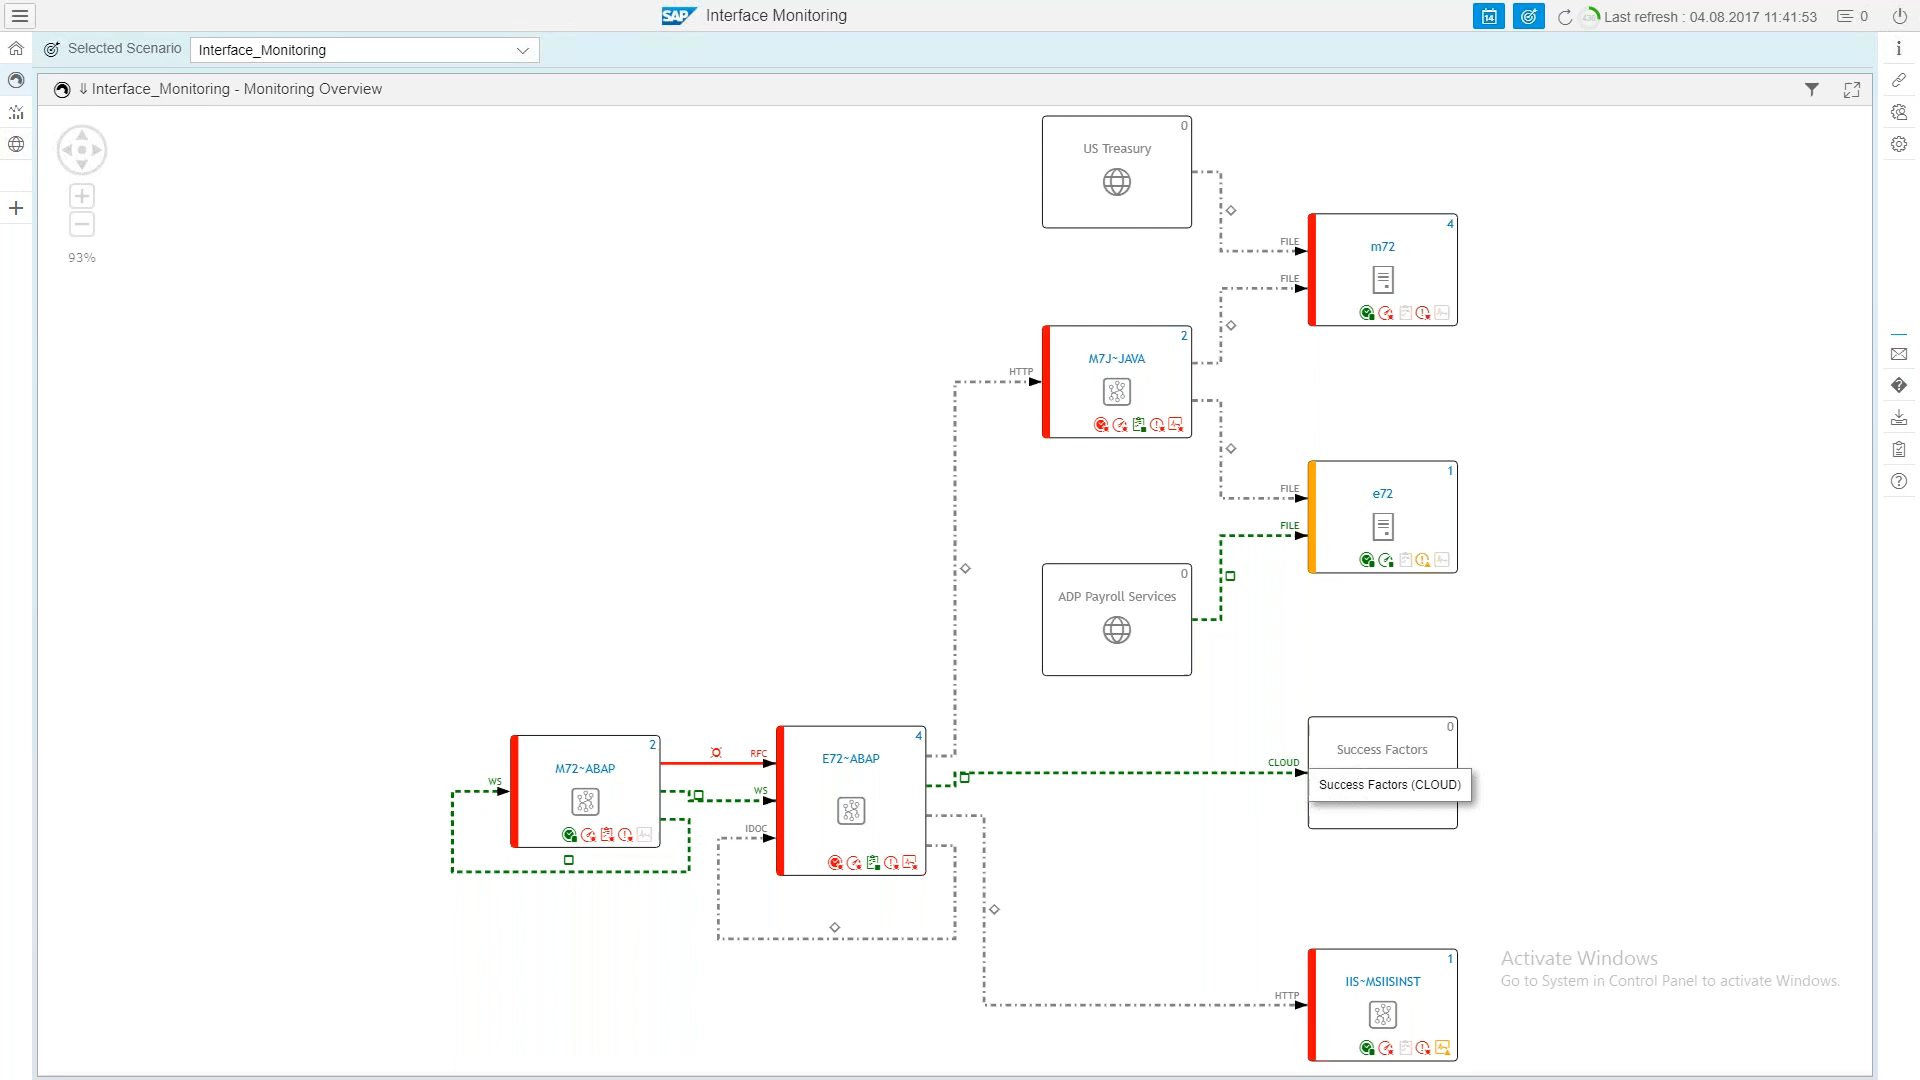 SAP Interface Monitoring
14
Last refresh : 04.08.2017 11:41:53
0
Selected Scenario
Interface_Monitoring
⇓ Interface_Monitoring - Monitoring Overview
93%
0
US Treasury
4
m72
FILE
FILE
2
M7J~JAVA
HTTP
1
e72
FILE
FILE
0
ADP Payroll Services
0
Success Factors
CLOUD
Success Factors (CLOUD)
2
M72~ABAP
WS
4
E72~ABAP
RFC
WS
IDOC
1
IIS~MSIISINST
HTTP
Activate Windows
Go to System in Control Panel to activate Windows.